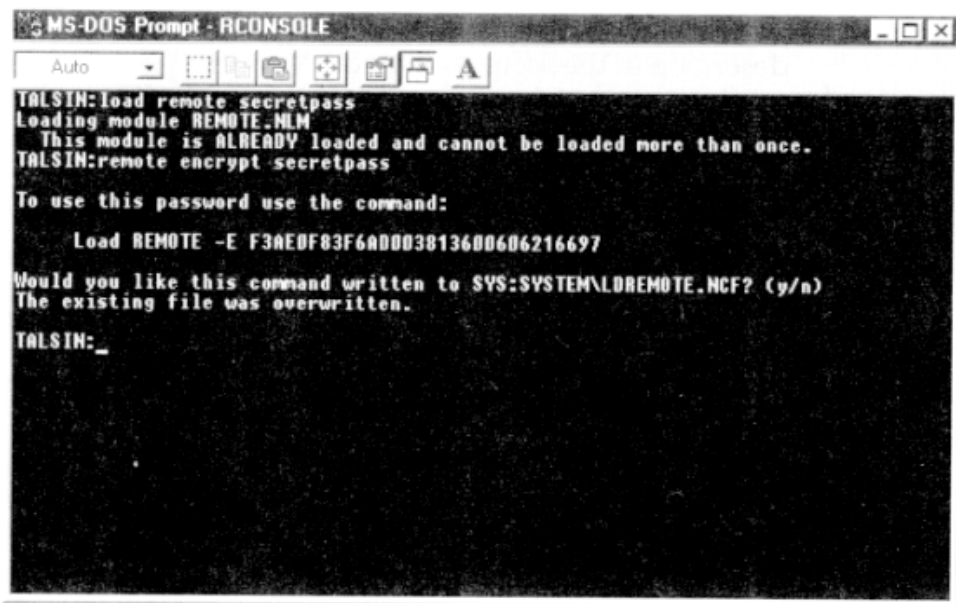 MS-DOS Prompt - RCONSOLE
Auto
A
TALSIN:load remote secretpass
Loading module REMOTE.NLM
This module is ALREADY loaded and cannot be loaded more than once.
TALSIN:remote encrypt secretpass
To use this password use the command:
Load REMOTE -E F3AE0F83F6AD003813600606216697
Would you like this command written to SYS:SYSTEM\LDREMOTE.NCF? (y/n)
The existing file was overwritten.
TALSIN:_